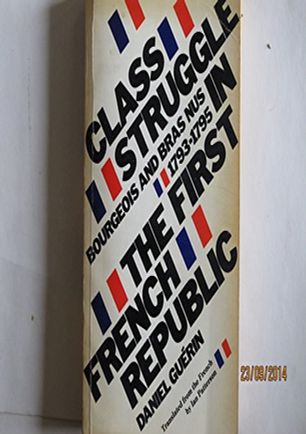 CLASS
STRUGGLE
BOURGEOIS AND BRAS NUS IN
1793-1795
THE FIRST
FRENCH
REPUBLIC
DANIEL GUÉRIN
Translated from the French
by Ian Patterson
23/09/2014